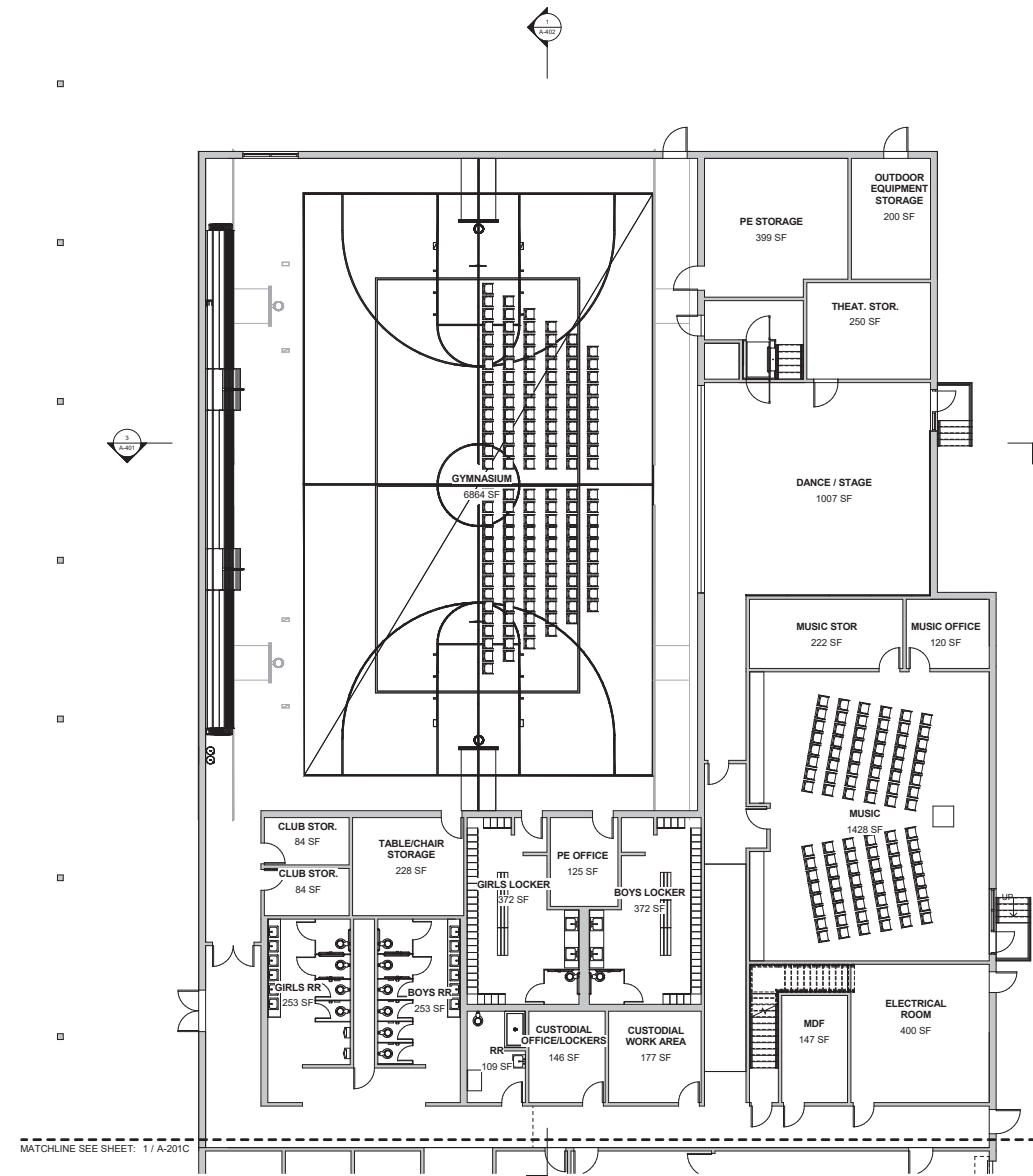 1
A-402
OUTDOOR
EQUIPMENT
STORAGE
200 SF
PE STORAGE
399 SF
THEAT. STOR.
250 SF
3
A-401
GYMNASIUM
6864 SF
DANCE / STAGE
1007 SF
MUSIC STOR
222 SF
MUSIC OFFICE
120 SF
MUSIC
1428 SF
CLUB STOR.
84 SF
TABLE/CHAIR
STORAGE
228 SF
CLUB STOR.
84 SF
PE OFFICE
125 SF
GIRLS LOCKER
372 SF
BOYS LOCKER
372 SF
UP
GIRLS RR
253 SF
BOYS RR
253 SF
RR
109 SF
CUSTODIAL
OFFICE/LOCKERS
146 SF
CUSTODIAL
WORK AREA
177 SF
MDF
147 SF
ELECTRICAL
ROOM
400 SF
MATCHLINE SEE SHEET: 1 / A-201C